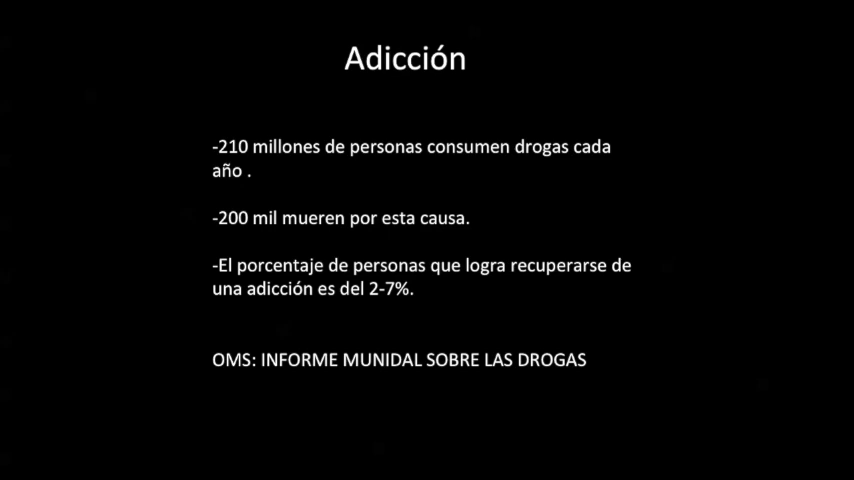 Adicción
-210 millones de personas consumen drogas cada
año .
-200 mil mueren por esta causa.
-El porcentaje de personas que logra recuperarse de
una adicción es del 2-7%.
OMS: INFORME MUNIDAL SOBRE LAS DROGAS